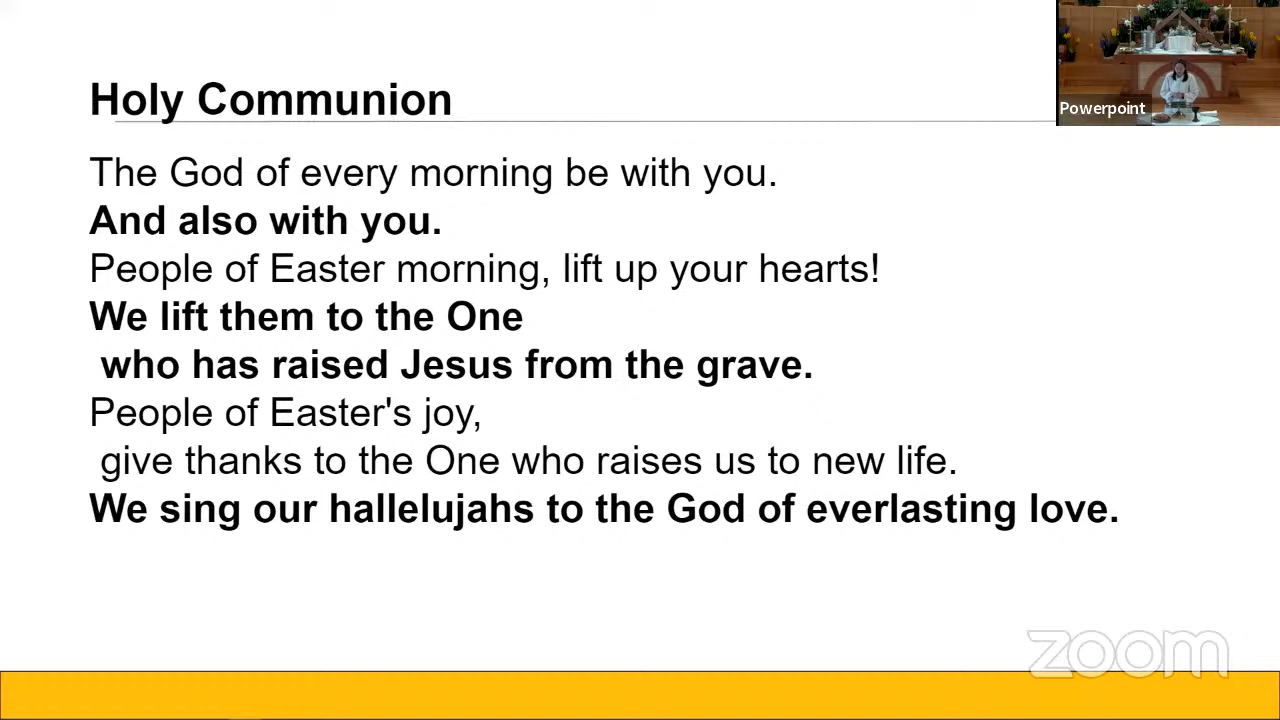 Holy Communion
Powerpoint
The God of every morning be with you.
And also with you.
People of Easter morning, lift up your hearts!
We lift them to the One
who has raised Jesus from the grave.
People of Easter's joy,
give thanks to the One who raises us to new life.
We sing our hallelujahs to the God of everlasting love.
zoom